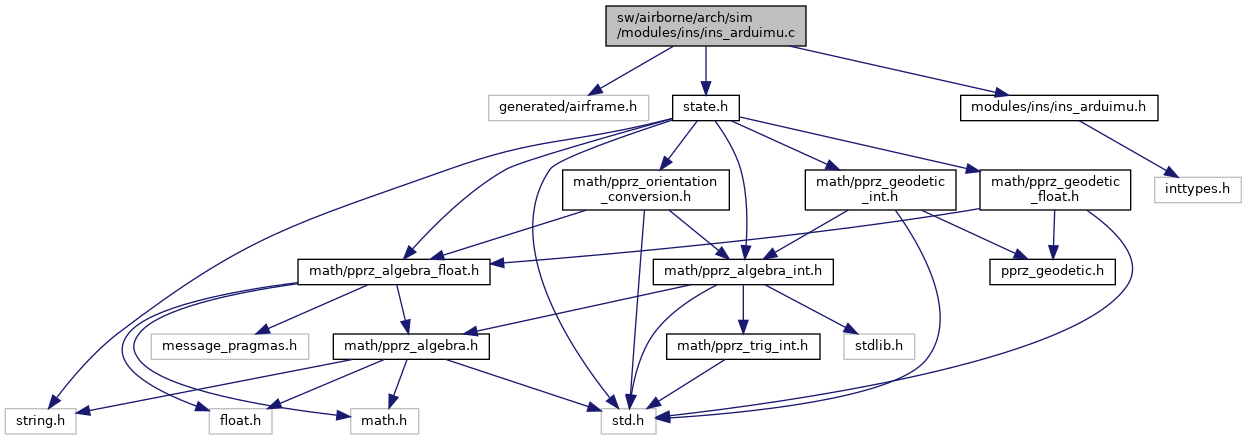 sw/airborne/arch/sim
/modules/ins/ins_arduimu.c
generated/airframe.h
state.h
modules/ins/ins_arduimu.h
math/pprz_orientation
_conversion.h
math/pprz_geodetic
_int.h
math/pprz_geodetic
_float.h
inttypes.h
math/pprz_algebra_float.h
math/pprz_algebra_int.h
pprz_geodetic.h
message_pragmas.h
math/pprz_algebra.h
math/pprz_trig_int.h
stdlib.h
string.h
float.h
math.h
std.h